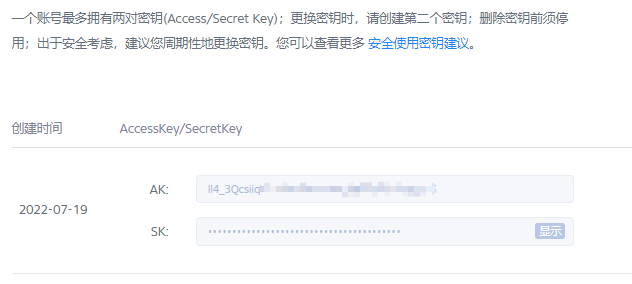 一个账号最多拥有两对密钥(Access/Secret Key)；更换密钥时，请创建第二个密钥；删除密钥前须停
用；出于安全考虑，建议您周期性地更换密钥。您可以查看更多 安全使用密钥建议。
创建时间 AccessKey/SecretKey
AK:
2022-07-19
SK: •••••••••••••••••••••••••••••••••••••••• 显示